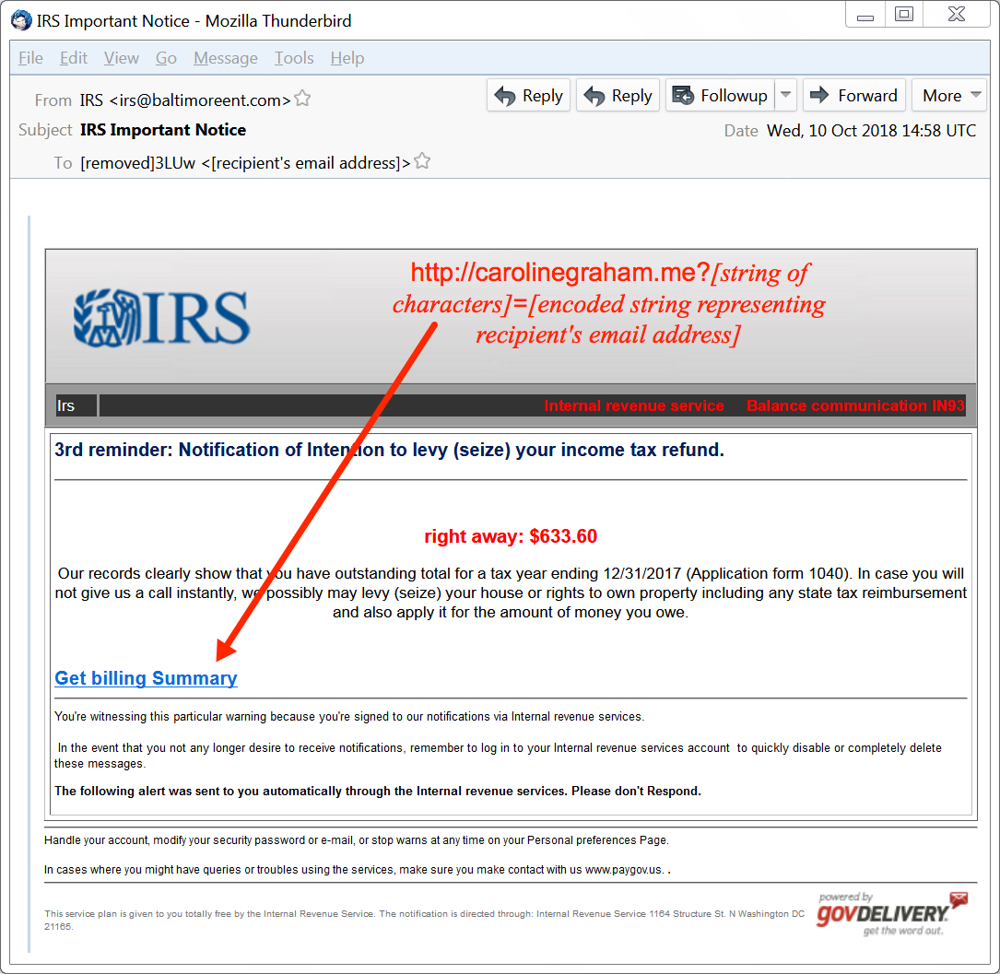 IRS Important Notice - Mozilla Thunderbird
File Edit View Go Message Tools Help
From IRS <irs@baltimoreent.com>
Reply Reply Followup Forward More
Subject IRS Important Notice
Date Wed, 10 Oct 2018 14:58 UTC
To [removed]3LUw <[recipient's email address]>
http://carolinegraham.me?[string of
characters]=[encoded string representing
recipient's email address]
IRS
Irs Internal revenue service Balance communication IN93
3rd reminder: Notification of Intention to levy (seize) your income tax refund.
right away: $633.60
Our records clearly show that you have outstanding total for a tax year ending 12/31/2017 (Application form 1040). In case you will
not give us a call instantly, we possibly may levy (seize) your house or rights to own property including any state tax reimbursement
and also apply it for the amount of money you owe.
Get billing Summary
You're witnessing this particular warning because you're signed to our notifications via Internal revenue services.
In the event that you not any longer desire to receive notifications, remember to log in to your Internal revenue services account to quickly disable or completely delete
these messages.
The following alert was sent to you automatically through the Internal revenue services. Please don't Respond.
Handle your account, modify your security password or e-mail, or stop warns at any time on your Personal preferences Page.
In cases where you might have queries or troubles using the services, make sure you make contact with us www.paygov.us. .
This service plan is given to you totally free by the Internal Revenue Service. The notification is directed through: Internal Revenue Service 1164 Structure St. N Washington DC
21165.
powered by
GOVDELIVERY
get the word out.